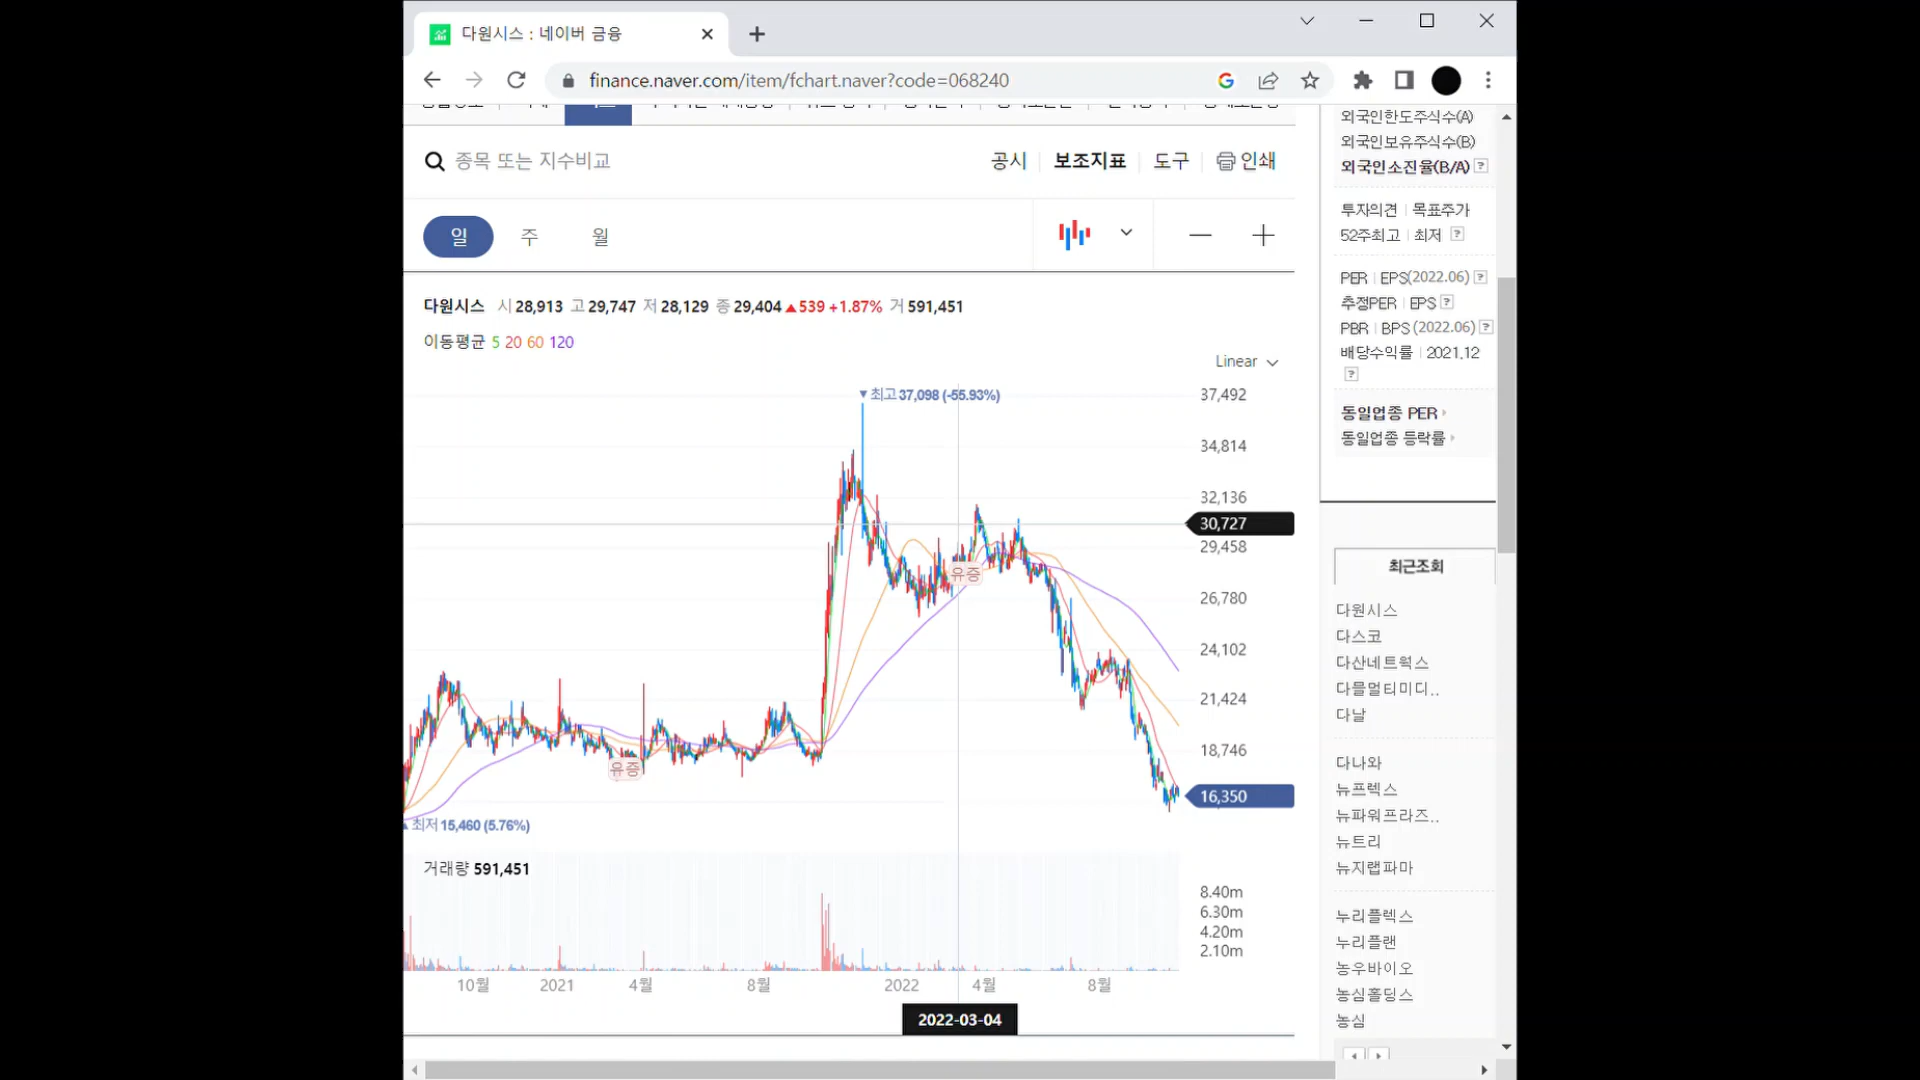 다원시스 : 네이버 금융
finance.naver.com/item/fchart.naver?code=068240
종목 또는 지수비교
공시 보조지표 도구 인쇄
일 주 월
다원시스 시 28,913 고 29,747 저 28,129 종 29,404 ▲539 +1.87% 거 591,451
이동평균 5 20 60 120
Linear
▼최고 37,098 (-55.93%)
37,492
34,814
32,136
30,727
29,458
26,780
24,102
21,424
18,746
16,350
유증
유증
▲최저 15,460 (5.76%)
거래량 591,451
8.40m
6.30m
4.20m
2.10m
10월 2021 4월 8월 2022 4월 8월
2022-03-04
외국인한도주식수(A)
외국인보유주식수(B)
외국인소진율(B/A) ?
투자의견 | 목표주가
52주최고 | 최저 ?
PER | EPS(2022.06) ?
추정PER | EPS ?
PBR | BPS (2022.06) ?
배당수익률 | 2021.12
?
동일업종 PER
동일업종 등락률
최근조회
다원시스
다스코
다산네트웍스
다믈멀티미디..
다날
다나와
뉴프렉스
뉴파워프라즈..
뉴트리
뉴지랩파마
누리플렉스
누리플랜
농우바이오
농심홀딩스
농심